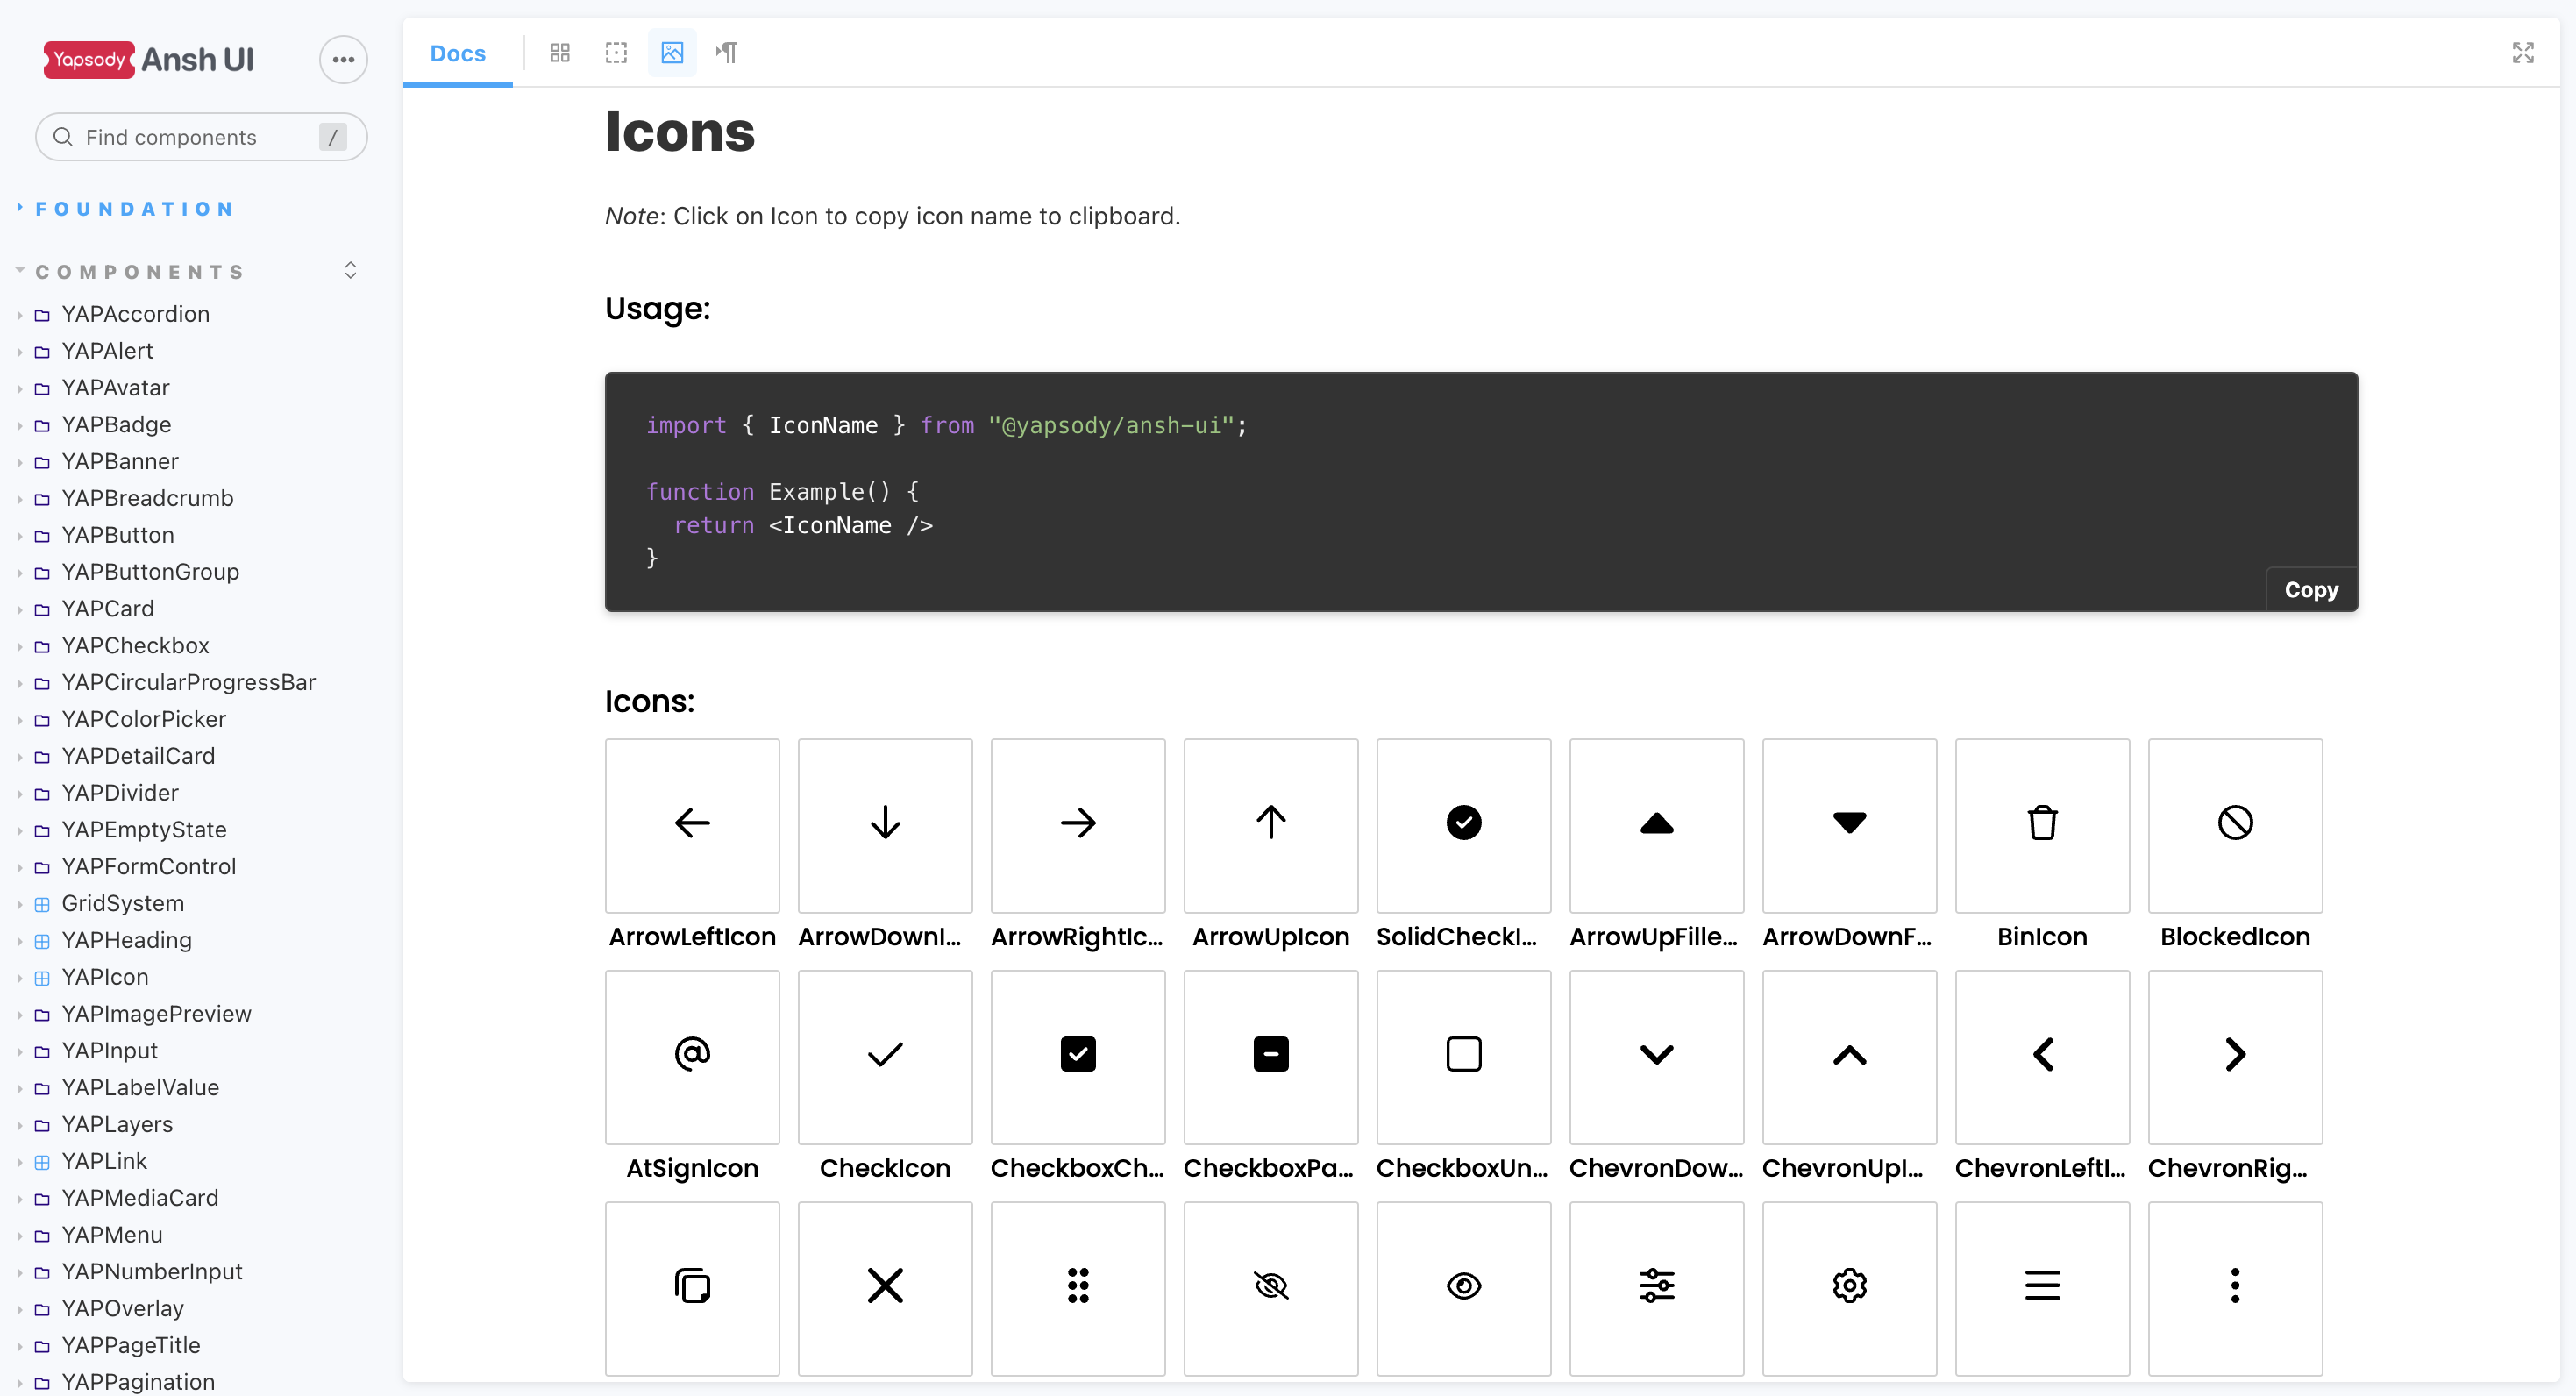 Yapsody Ansh UI
Find components /
FOUNDATION
COMPONENTS
YAPAccordion
YAPAlert
YAPAvatar
YAPBadge
YAPBanner
YAPBreadcrumb
YAPButton
YAPButtonGroup
YAPCard
YAPCheckbox
YAPCircularProgressBar
YAPColorPicker
YAPDetailCard
YAPDivider
YAPEmptyState
YAPFormControl
GridSystem
YAPHeading
YAPIcon
YAPImagePreview
YAPInput
YAPLabelValue
YAPLayers
YAPLink
YAPMediaCard
YAPMenu
YAPNumberInput
YAPOverlay
YAPPageTitle
YAPPagination
Docs
Icons
Note: Click on Icon to copy icon name to clipboard.
Usage:
import { IconName } from "@yapsody/ansh-ui";
function Example() {
return <IconName />
}
Copy
Icons:
ArrowLeftIcon ArrowDownI... ArrowRightIc... ArrowUpIcon SolidCheckI... ArrowUpFille... ArrowDownF... BinIcon BlockedIcon
AtSignIcon CheckIcon CheckboxCh... CheckboxPa... CheckboxUn... ChevronDow... ChevronUpI... ChevronLeftI... ChevronRig...